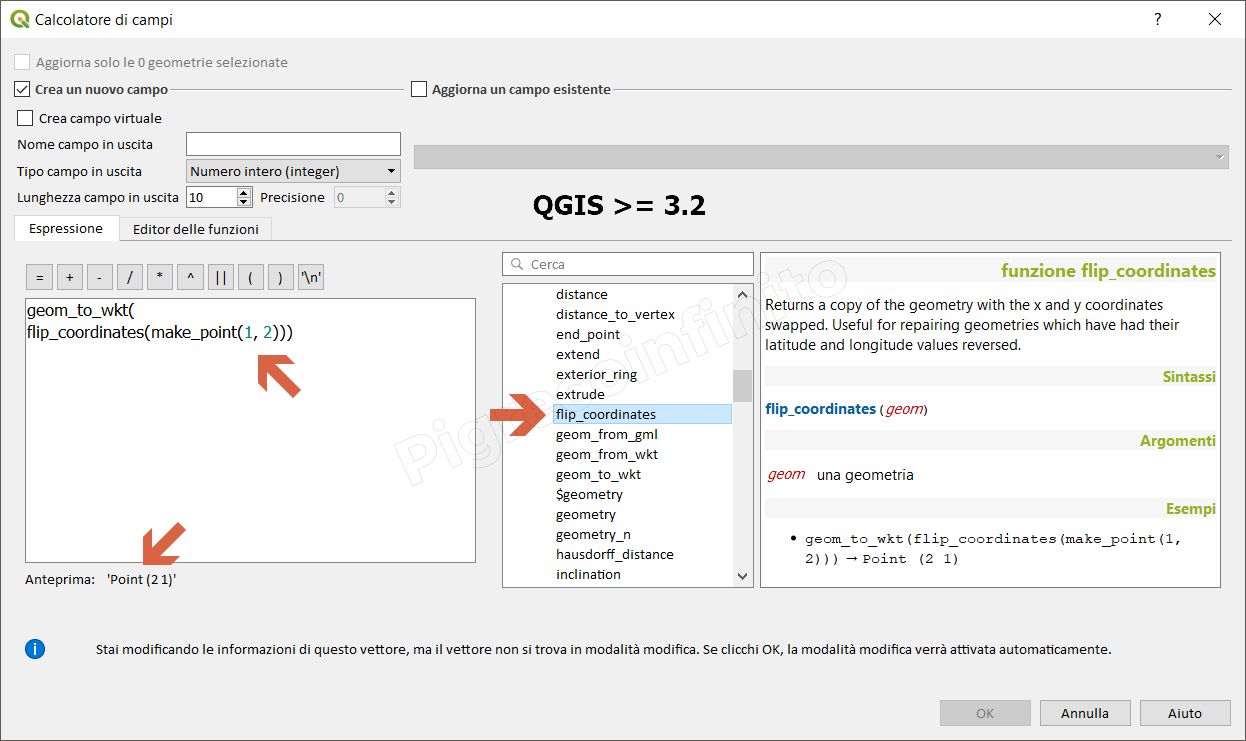 Calcolatore di campi
?
Aggiorna solo le 0 geometrie selezionate
Crea un nuovo campo
Aggiorna un campo esistente
Crea campo virtuale
Nome campo in uscita
Tipo campo in uscita
Numero intero (integer)
Lunghezza campo in uscita
10
Precisione
0
QGIS >= 3.2
Espressione
Editor delle funzioni
= + - / * ^ || ( ) '\n'
geom_to_wkt(
flip_coordinates(make_point(1, 2)))
Anteprima: 'Point (2 1)'
Cerca
distance
distance_to_vertex
end_point
extend
exterior_ring
extrude
flip_coordinates
geom_from_gml
geom_from_wkt
geom_to_wkt
$geometry
geometry
geometry_n
hausdorff_distance
inclination
Pigrecoinfinito
funzione flip_coordinates
Returns a copy of the geometry with the x and y coordinates
swapped. Useful for repairing geometries which have had their
latitude and longitude values reversed.
Sintassi
flip_coordinates (geom)
Argomenti
geom una geometria
Esempi
• geom_to_wkt(flip_coordinates(make_point(1,
2))) → Point (2 1)
i
Stai modificando le informazioni di questo vettore, ma il vettore non si trova in modalità modifica. Se clicchi OK, la modalità modifica verrà attivata automaticamente.
OK
Annulla
Aiuto